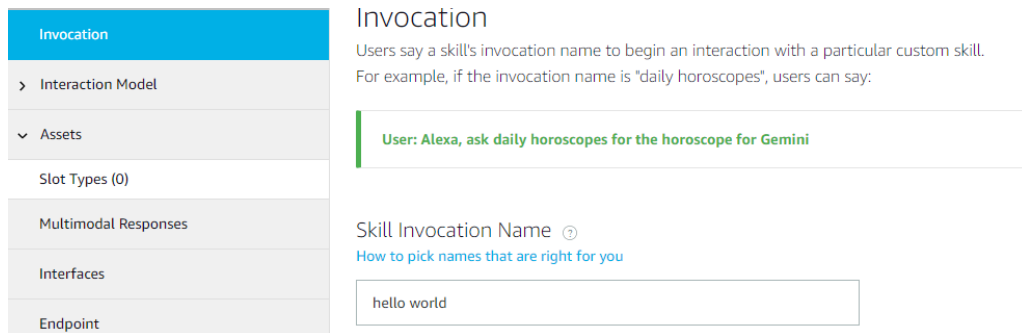 Invocation
Interaction Model
Assets
Slot Types (0)
Multimodal Responses
Interfaces
Endpoint
Invocation
Users say a skill's invocation name to begin an interaction with a particular custom skill.
For example, if the invocation name is "daily horoscopes", users can say:
User: Alexa, ask daily horoscopes for the horoscope for Gemini
Skill Invocation Name ?
How to pick names that are right for you
hello world